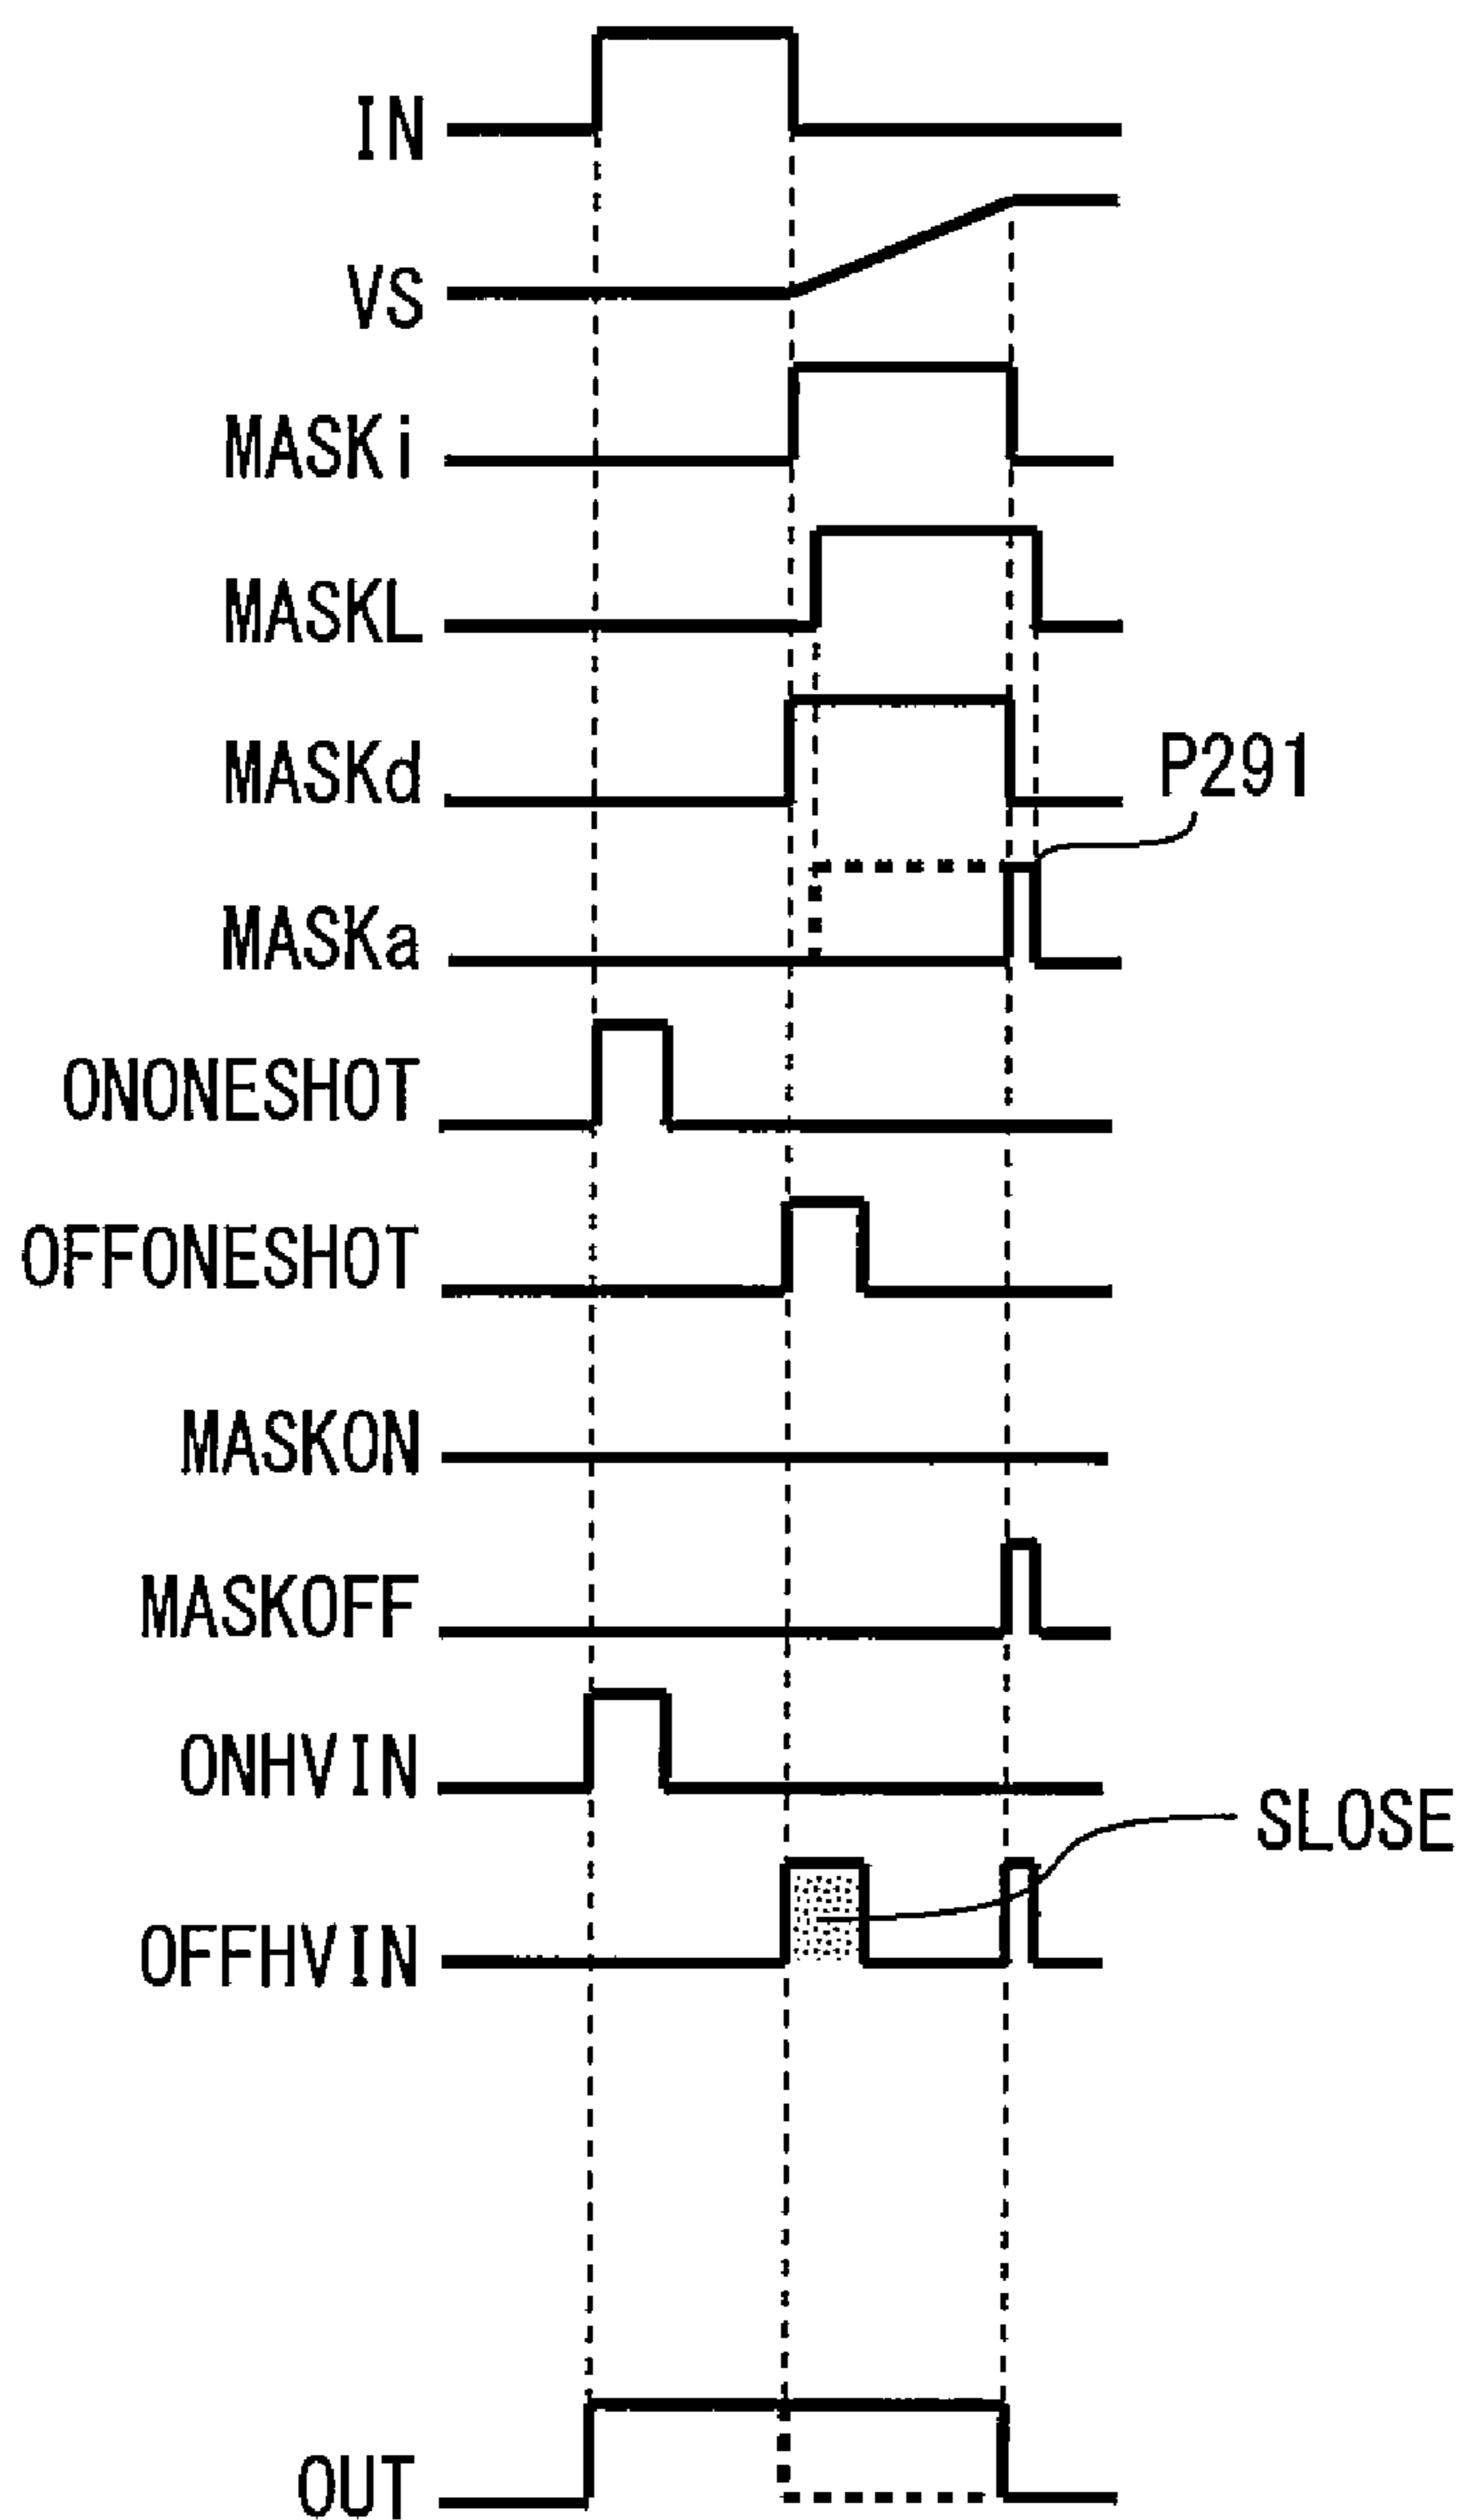 IN
VS
MASKi
MASKL
MASKd
P291
MASKa
ONONESHOT
OFFONESHOT
MASKON
MASKOFF
ONHVIN
SLOSE
OFFHVIN
OUT